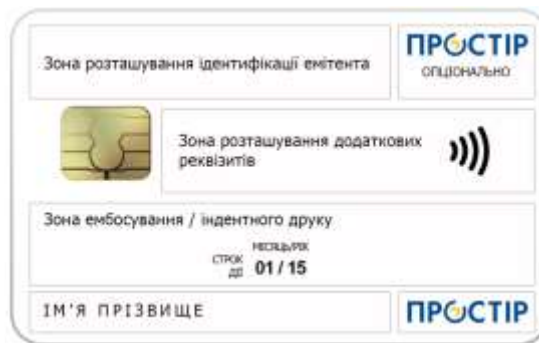 Зона розташування ідентифікації емітента
ПРОСТІР
ОПЦІОНАЛЬНО
Зона розташування додаткових
реквізитів
Зона ембосування / індентного друку
МІСЯЦЬ/РІК
СТРОК
ДІЇ 01 / 15
ІМ'Я ПРІЗВИЩЕ
ПРОСТІР